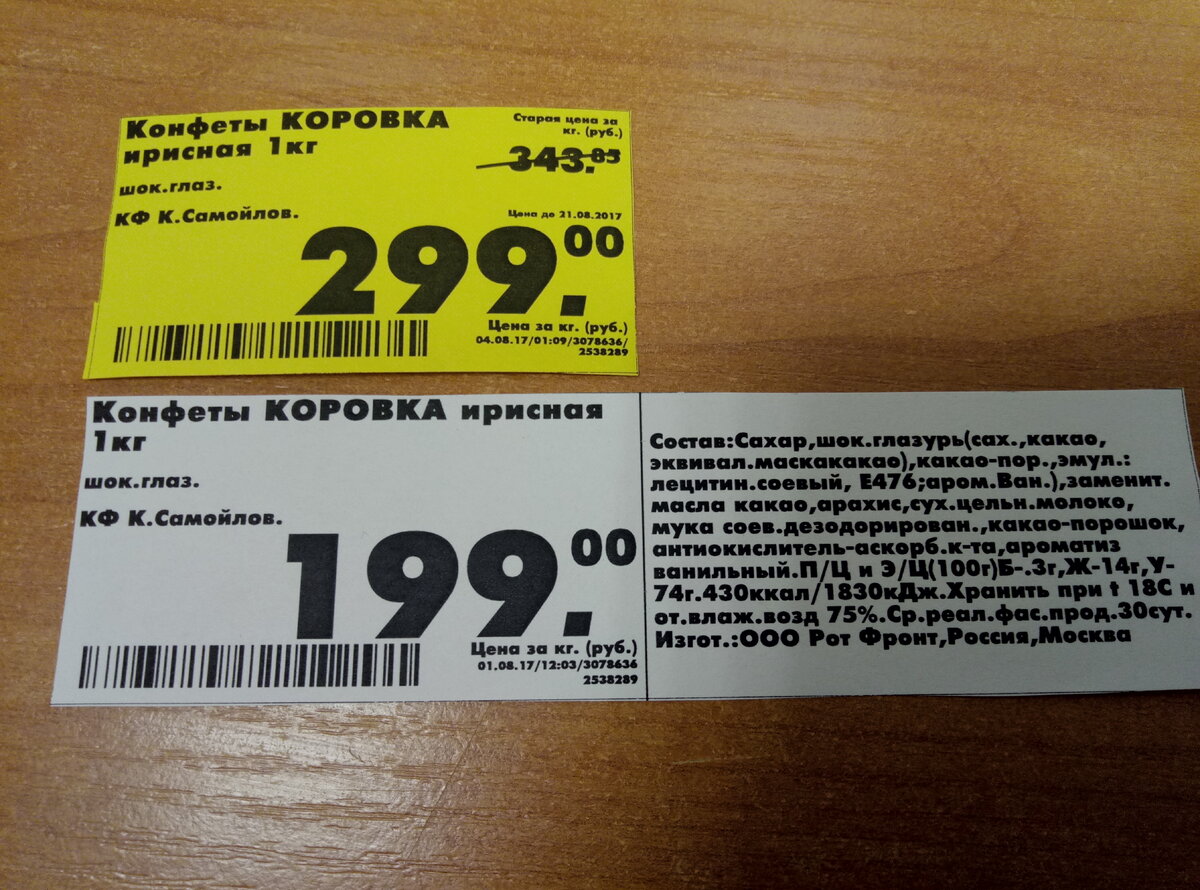 Конфеты КОРОВКА
ирисная 1кг
шок.глаз.
КФ К.Самойлов.
Старая цена за
кг. (руб.)
343.85
Цена до 21.08.2017
299.00
Цена за кг. (руб.)
04.08.17/01:09/3078636/
2538289
Конфеты КОРОВКА ирисная
1кг
шок.глаз.
КФ К.Самойлов.
199.00
Цена за кг. (руб.)
01.08.17/12:03/3078636
2538289
Состав:Сахар,шок.глазурь(сах.,какао,
эквивал.маскакакао),какао-пор.,эмул.:
лецитин.соевый, Е476;аром.Ван.),заменит.
масла какао,арахис,сух.цельн.молоко,
мука соев.дезодорирован.,какао-порошок,
антиокислитель-аскорб.к-та,ароматиз
ванильный.П/Ц и Э/Ц(100г)Б-.3г,Ж-14г,У-
74г.430ккал/1830кДж.Хранить при t 18С и
от.влаж.возд 75%.Ср.реал.фас.прод.30сут.
Изгот.:ООО Рот Фронт,Россия,Москва